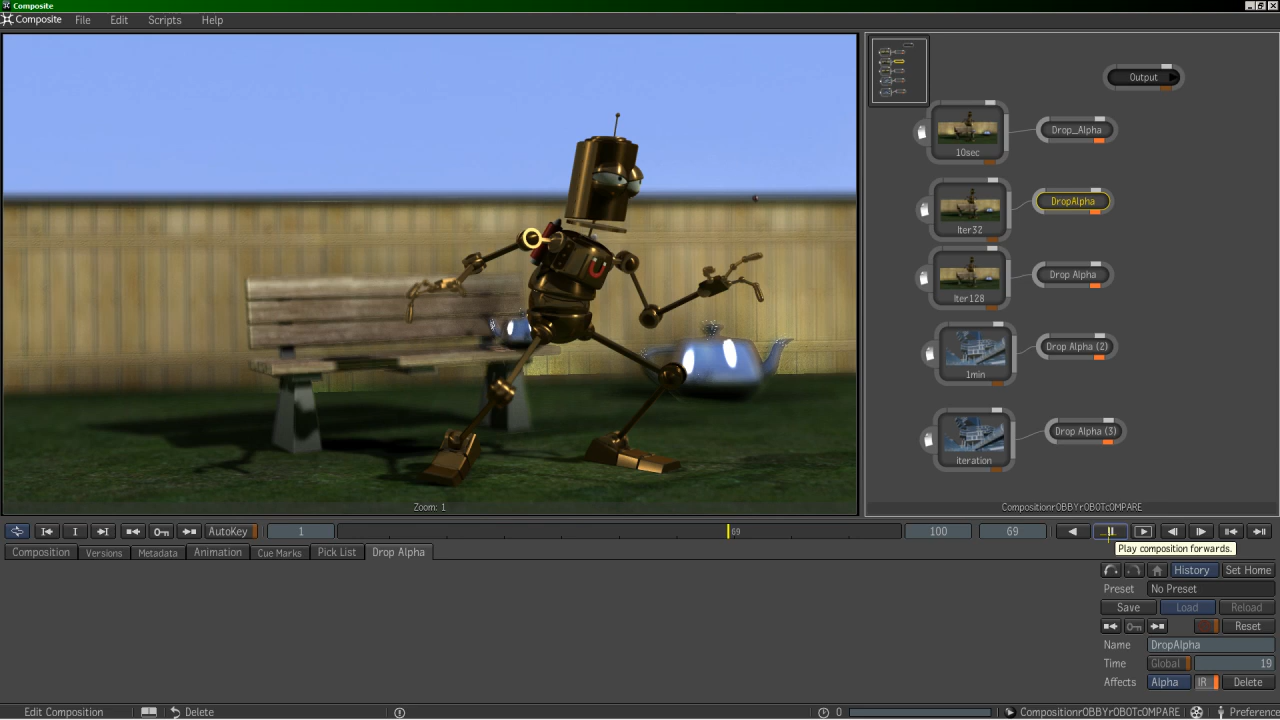 Composite
Composite File Edit Scripts Help
Output
10sec Drop_Alpha
Iter32 DropAlpha
Iter128 Drop Alpha
1min Drop Alpha (2)
iteration Drop Alpha (3)
Zoom: 1
CompositionrOBBYrOBOTcOMPARE
AutoKey 1 69 100 69
Play composition forwards.
Composition Versions Metadata Animation Cue Marks Pick List Drop Alpha
History Set Home
Preset No Preset
Save Load Reload
Reset
Name DropAlpha
Time Global 19
Affects Alpha IR Delete
Edit Composition Delete 0 CompositionrOBBYrOBOTcOMPARE Preference